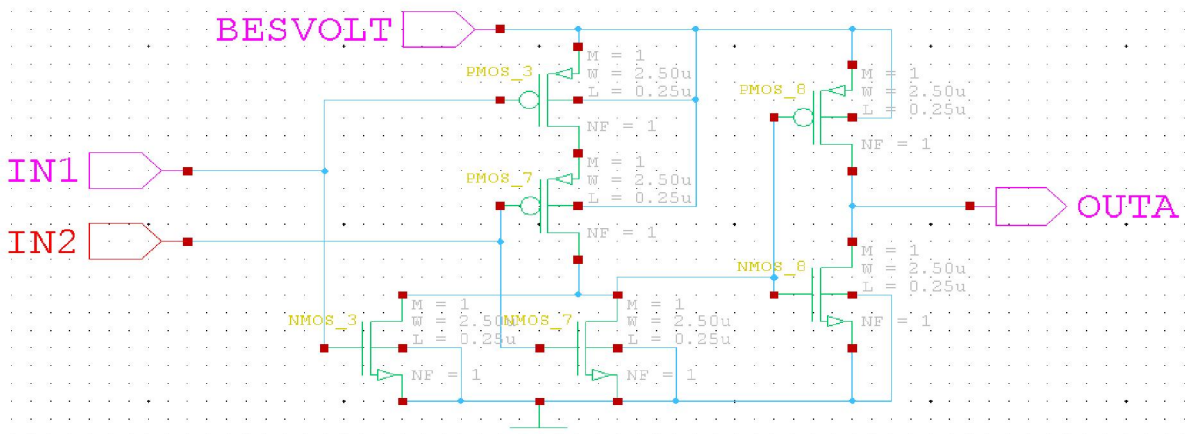 BESVOLT
PMOS_3
M = 1
W = 2.50u
L = 0.25u
NF = 1
PMOS_8
M = 1
W = 2.50u
L = 0.25u
NF = 1
IN1
PMOS_7
M = 1
W = 2.50u
L = 0.25u
NF = 1
OUTA
IN2
NMOS_3
M = 1
W = 2.50u
L = 0.25u
NF = 1
NMOS_7
M = 1
W = 2.50u
L = 0.25u
NF = 1
NMOS_8
M = 1
W = 2.50u
L = 0.25u
NF = 1